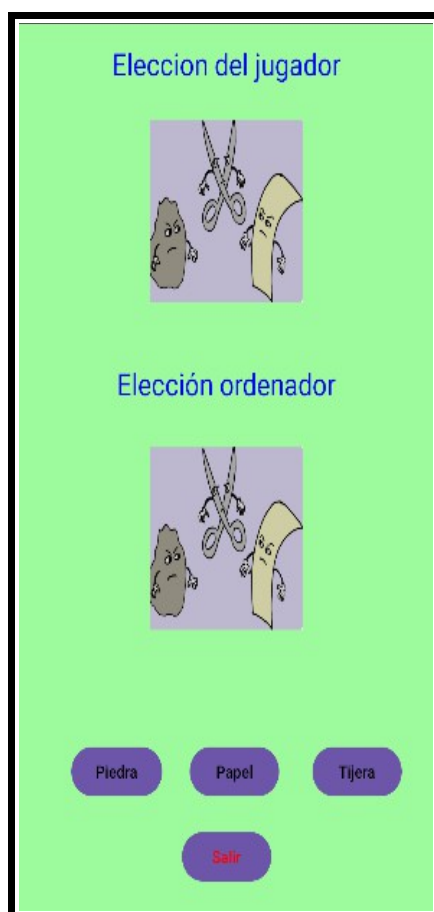 Eleccion del jugador
Elección ordenador
Piedra Papel Tijera
Salir